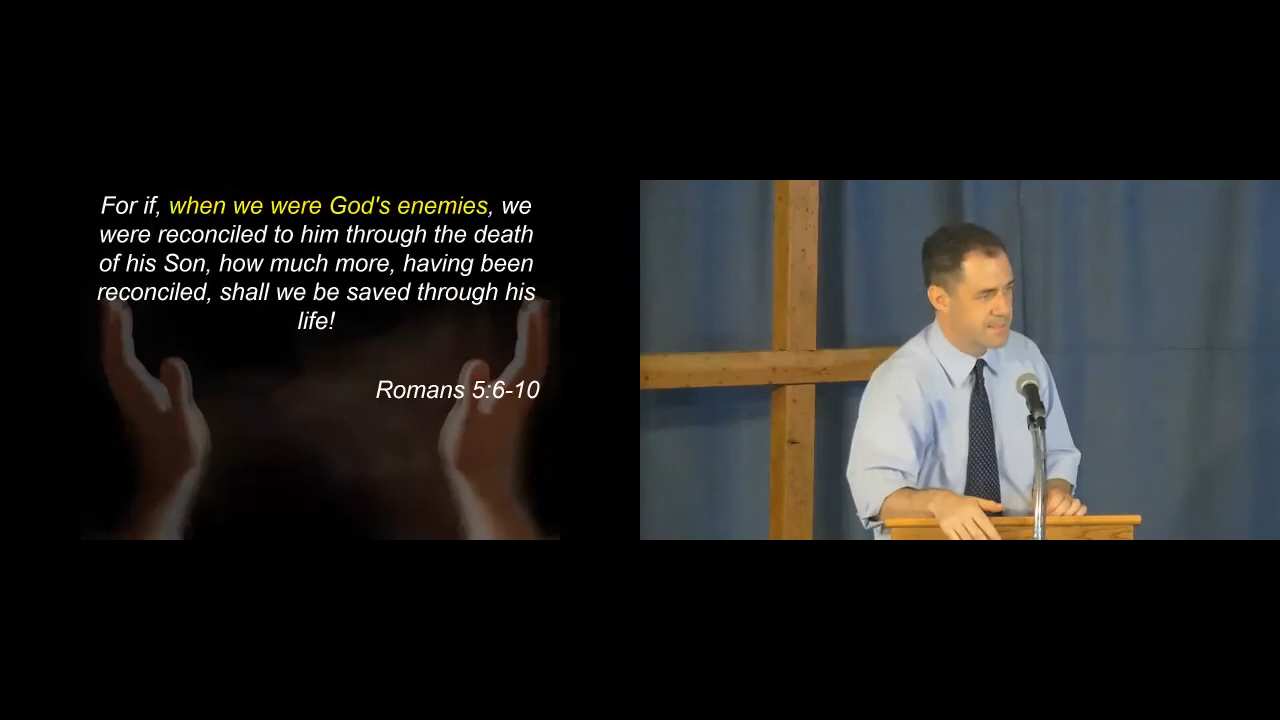 For if, when we were God's enemies, we
were reconciled to him through the death
of his Son, how much more, having been
reconciled, shall we be saved through his
life!
Romans 5:6-10